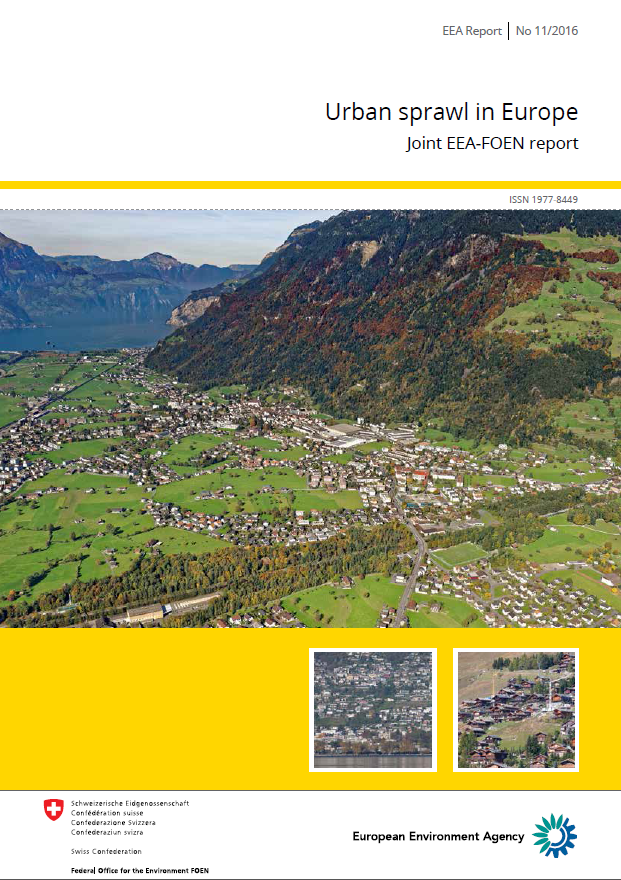 EEA Report | No 11/2016
Urban sprawl in Europe
Joint EEA-FOEN report
ISSN 1977-8449
Schweizerische Eidgenossenschaft
Confédération suisse
Confederazione Svizzera
Confederaziun svizra
Swiss Confederation
Federal Office for the Environment FOEN
European Environment Agency